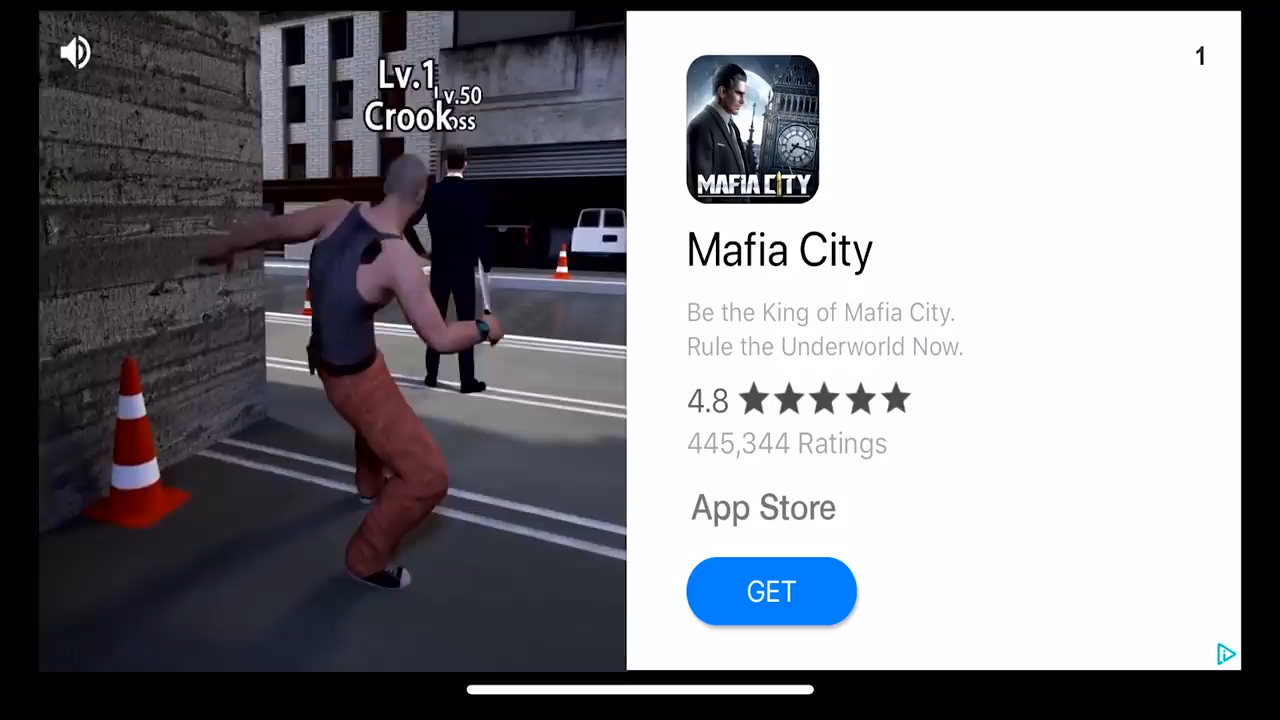 Lv.1
Lv.50
Crook
oss
1
MAFIA CITY
Mafia City
Be the King of Mafia City.
Rule the Underworld Now.
4.8
445,344 Ratings
App Store
GET